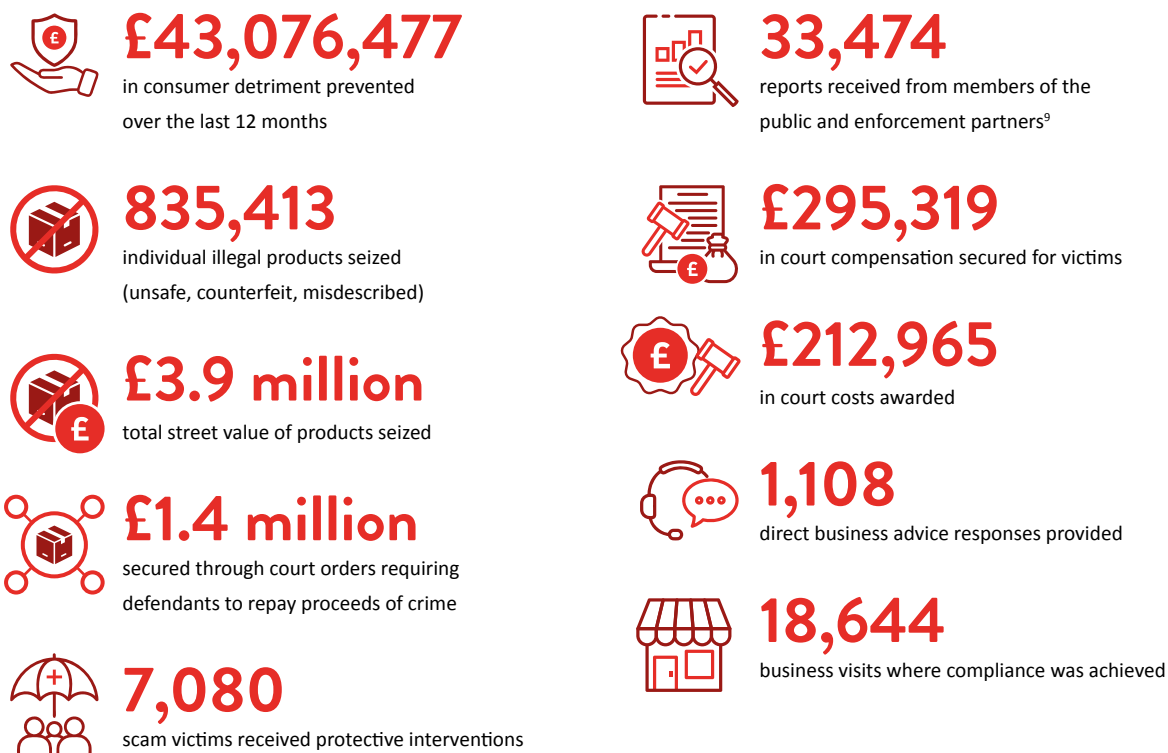 £43,076,477
in consumer detriment prevented
over the last 12 months
835,413
individual illegal products seized
(unsafe, counterfeit, misdescribed)
£3.9 million
total street value of products seized
£1.4 million
secured through court orders requiring
defendants to repay proceeds of crime
7,080
scam victims received protective interventions
33,474
reports received from members of the
public and enforcement partners⁹
£295,319
in court compensation secured for victims
£212,965
in court costs awarded
1,108
direct business advice responses provided
18,644
business visits where compliance was achieved